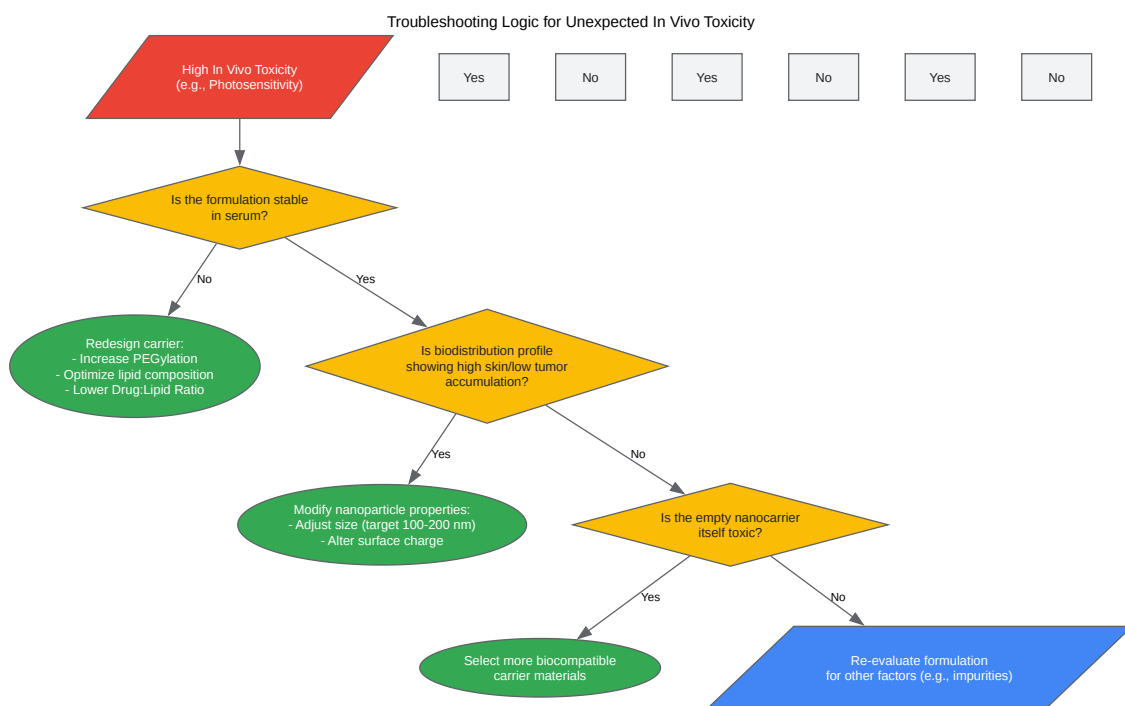 Troubleshooting Logic for Unexpected In Vivo Toxicity
High In Vivo Toxicity
(e.g., Photosensitivity)
Yes
No
Yes
No
Yes
No
Is the formulation stable
in serum?
No
Yes
Redesign carrier:
- Increase PEGylation
- Optimize lipid composition
- Lower Drug:Lipid Ratio
Is biodistribution profile
showing high skin/low tumor
accumulation?
Yes
No
Modify nanoparticle properties:
- Adjust size (target 100-200 nm)
- Alter surface charge
Is the empty nanocarrier
itself toxic?
Yes
No
Select more biocompatible
carrier materials
Re-evaluate formulation
for other factors (e.g., impurities)